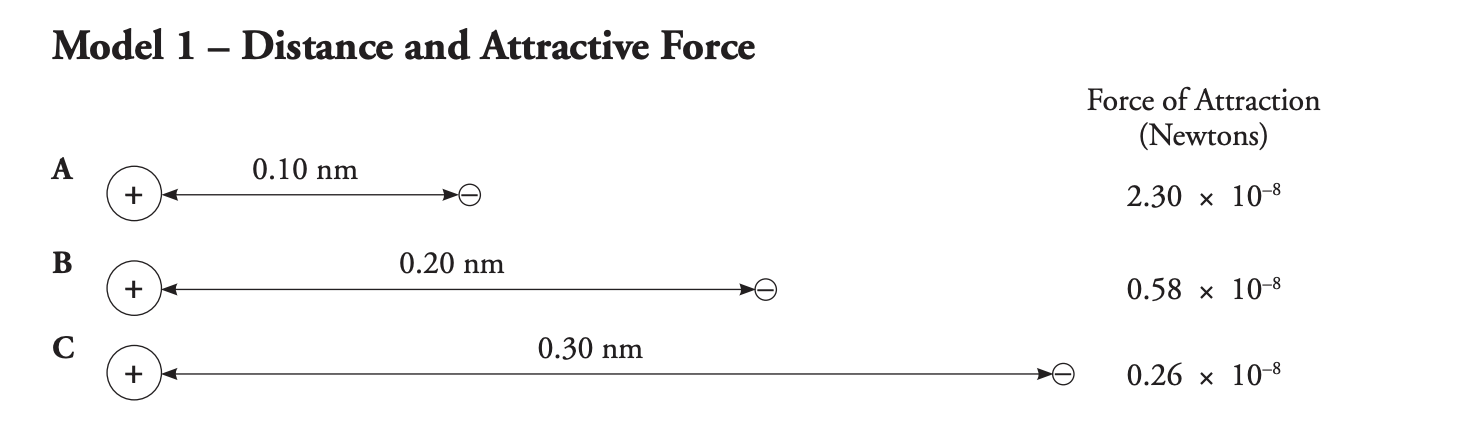 Model 1 – Distance and Attractive Force
Force of Attraction
(Newtons)
A
0.10 nm
+
–
2.30 × 10⁻⁸
B
0.20 nm
+
–
0.58 × 10⁻⁸
C
0.30 nm
+
–
0.26 × 10⁻⁸